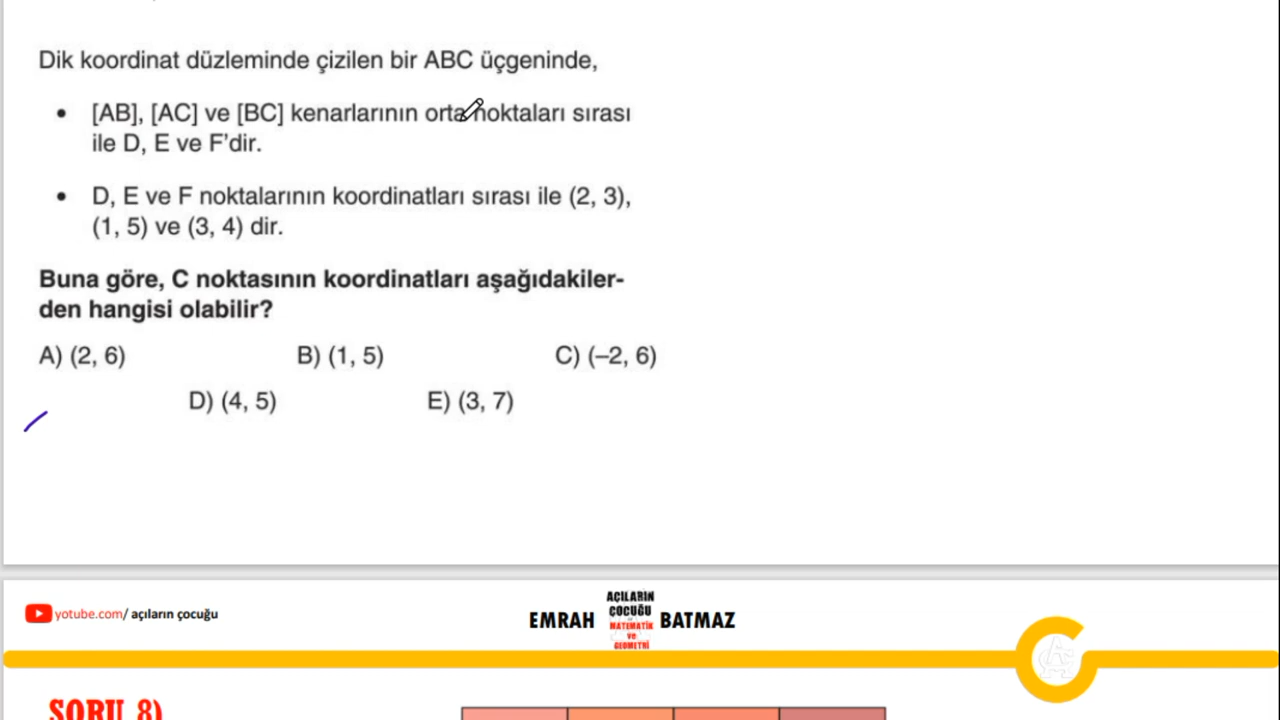 Dik koordinat düzleminde çizilen bir ABC üçgeninde,
• [AB], [AC] ve [BC] kenarlarının orta noktaları sırası
ile D, E ve F'dir.
• D, E ve F noktalarının koordinatları sırası ile (2, 3),
(1, 5) ve (3, 4) dir.
Buna göre, C noktasının koordinatları aşağıdakiler-
den hangisi olabilir?
A) (2, 6) B) (1, 5) C) (–2, 6)
D) (4, 5) E) (3, 7)
yotube.com/ açıların çocuğu
EMRAH
AÇILARIN
ÇOCUĞU
MATEMATİK
ve
GEOMETRİ
BATMAZ
SORU 8)